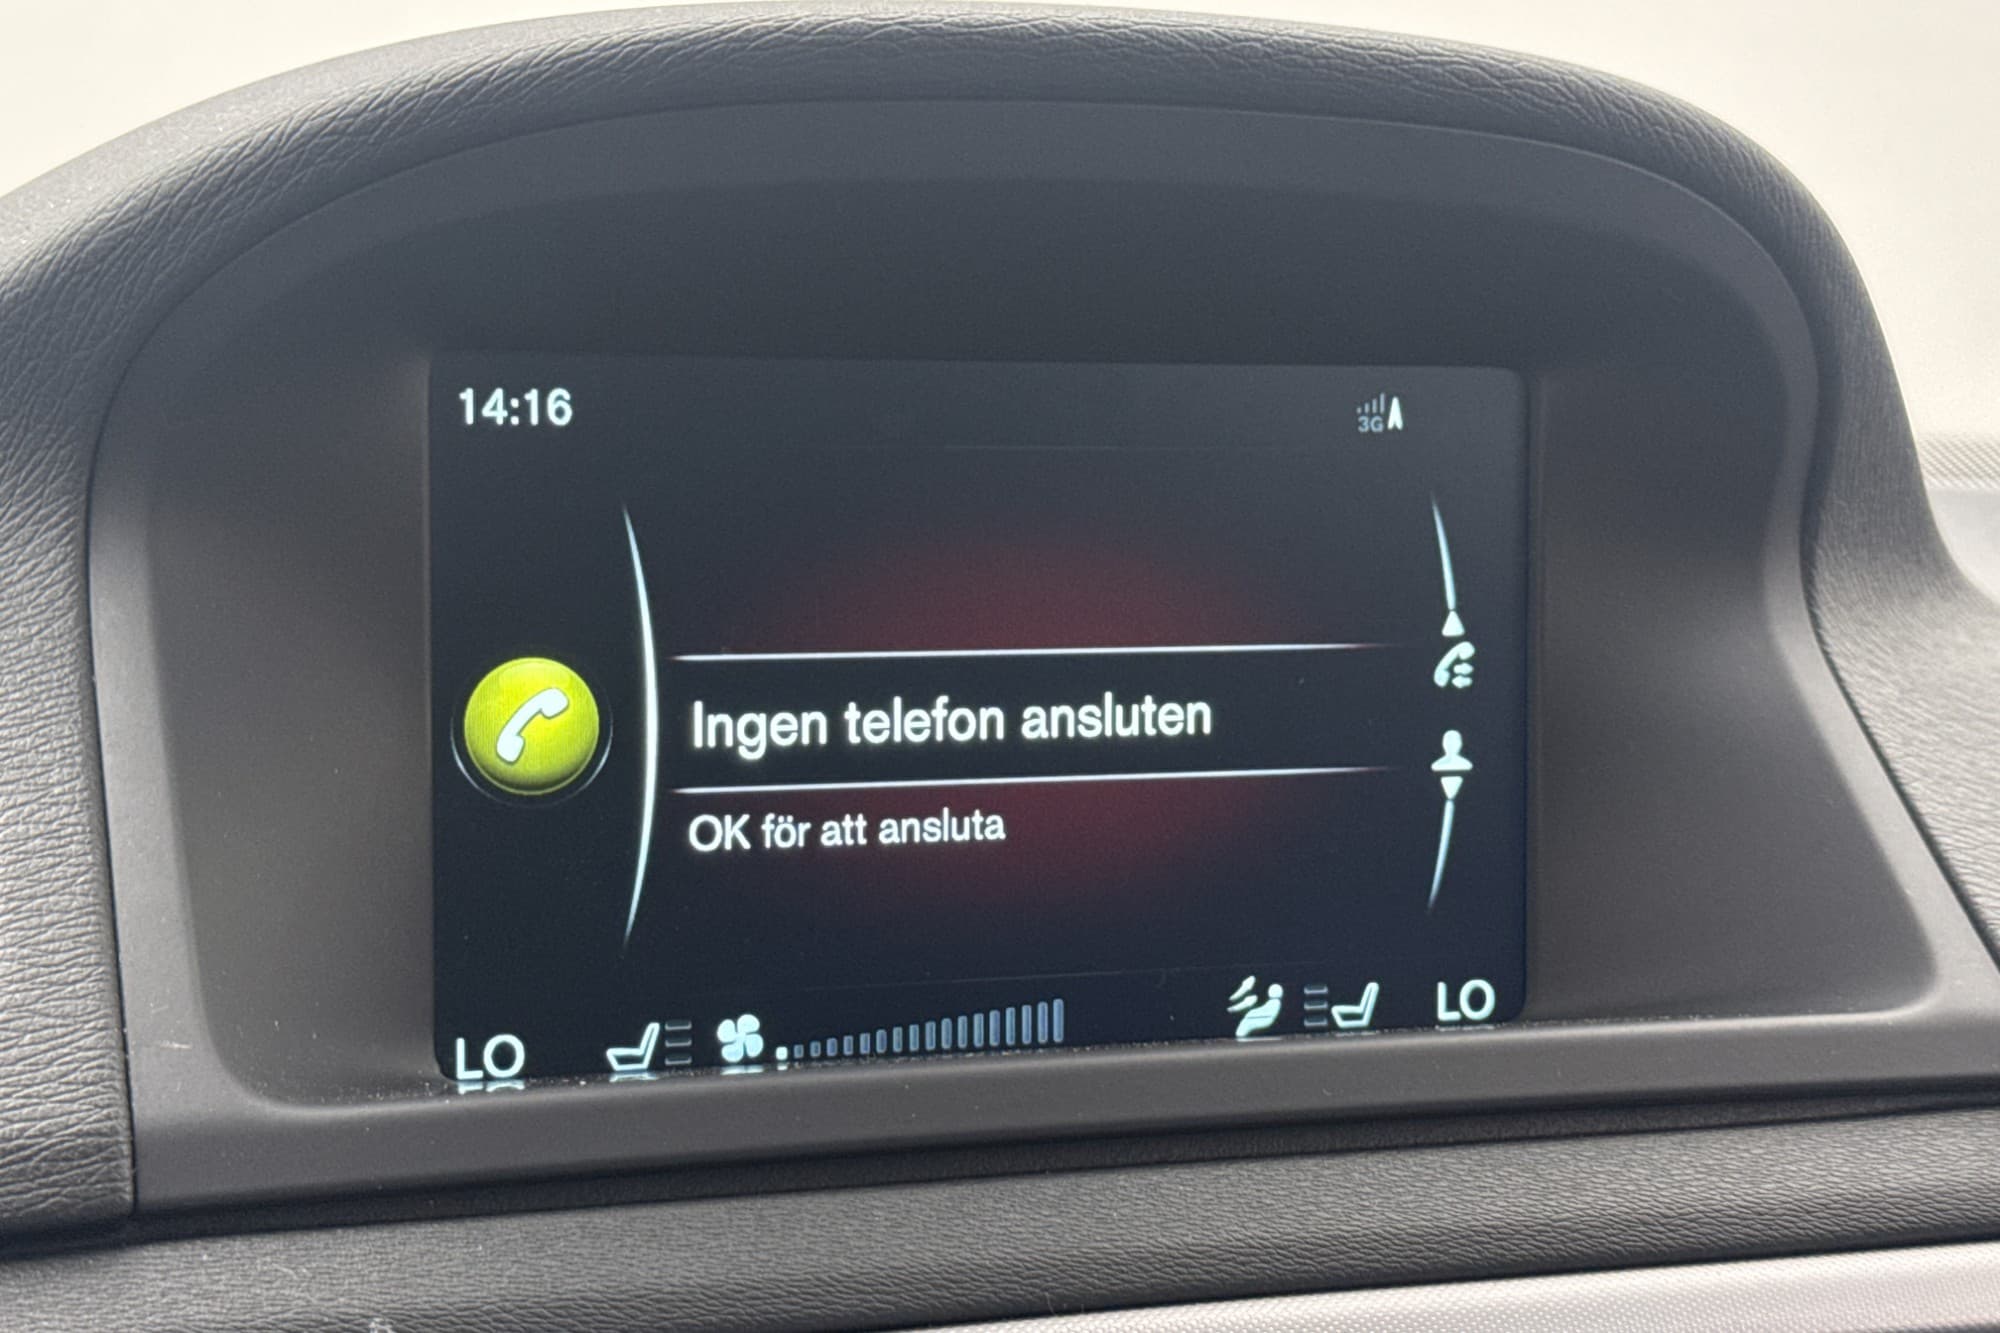 14:16
3G
Ingen telefon ansluten
OK för att ansluta
LO
LO